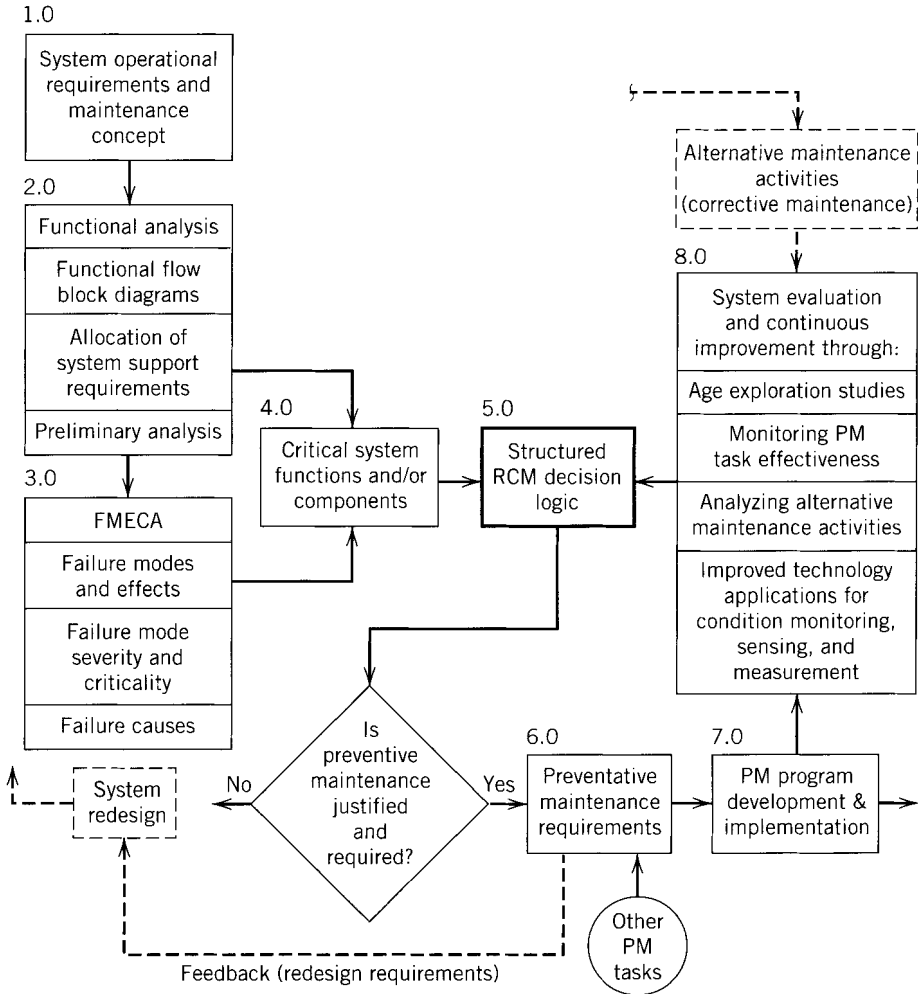 1.0
System operational
requirements and
maintenance
concept
2.0
Functional analysis
Functional flow
block diagrams
Allocation of
system support
requirements
Preliminary analysis
3.0
FMECA
Failure modes
and effects
Failure mode
severity and
criticality
Failure causes
System
redesign
4.0
Critical system
functions and/or
components
5.0
Structured
RCM decision
logic
Is
preventive
maintenance
justified
and
required?
No
Yes
6.0
Preventative
maintenance
requirements
Other
PM
tasks
Feedback (redesign requirements)
7.0
PM program
development &
implementation
Alternative maintenance
activities
(corrective maintenance)
8.0
System evaluation
and continuous
improvement through:
Age exploration studies
Monitoring PM
task effectiveness
Analyzing alternative
maintenance activities
Improved technology
applications for
condition monitoring,
sensing, and
measurement